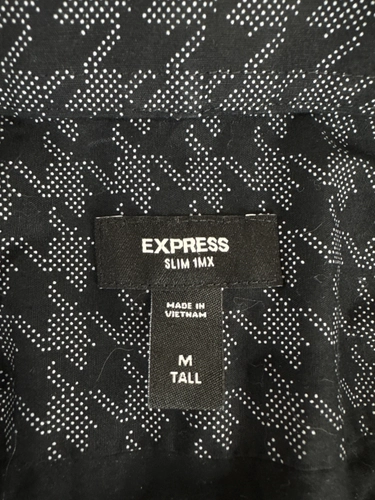 EXPRESS
SLIM 1MX
MADE IN
VIETNAM
M
TALL